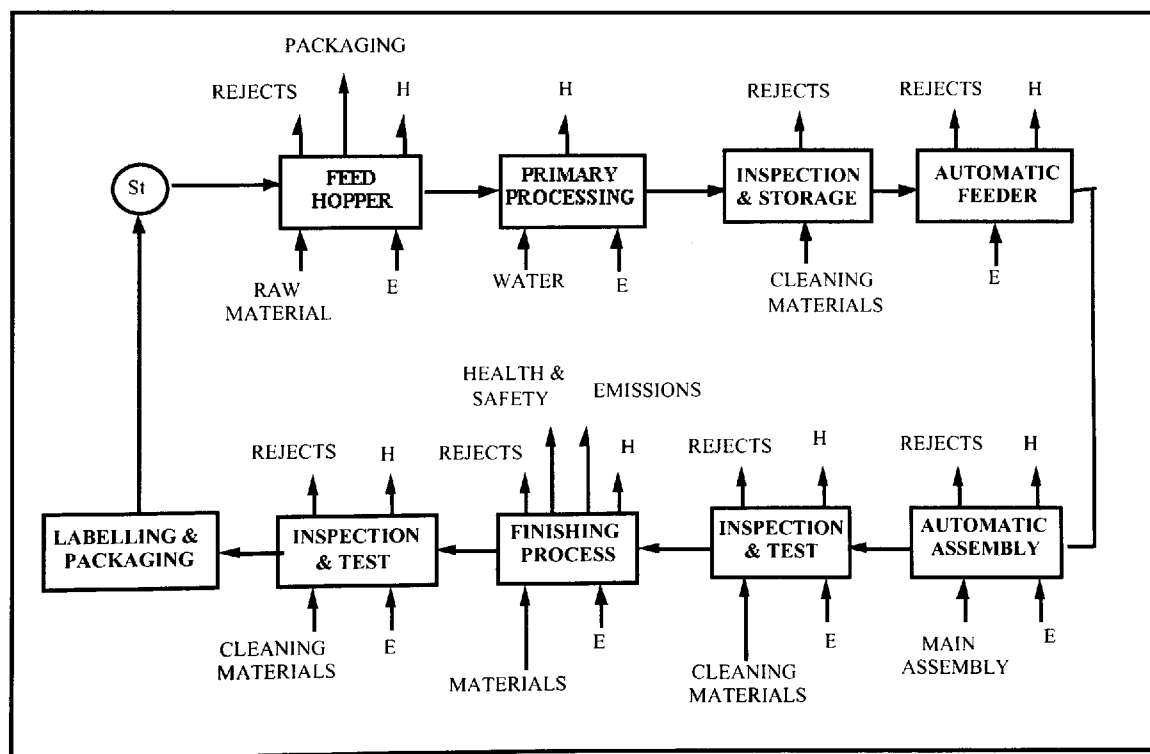 PACKAGING
REJECTS
H
H
REJECTS
REJECTS
H
St
FEED
HOPPER
PRIMARY
PROCESSING
INSPECTION
& STORAGE
AUTOMATIC
FEEDER
RAW
MATERIAL
E
WATER
E
CLEANING
MATERIALS
E
HEALTH &
SAFETY
EMISSIONS
REJECTS
H
REJECTS
H
REJECTS
H
REJECTS
H
LABELLING &
PACKAGING
INSPECTION
& TEST
FINISHING
PROCESS
INSPECTION
& TEST
AUTOMATIC
ASSEMBLY
CLEANING
MATERIALS
E
MATERIALS
E
CLEANING
MATERIALS
E
MAIN
ASSEMBLY
E